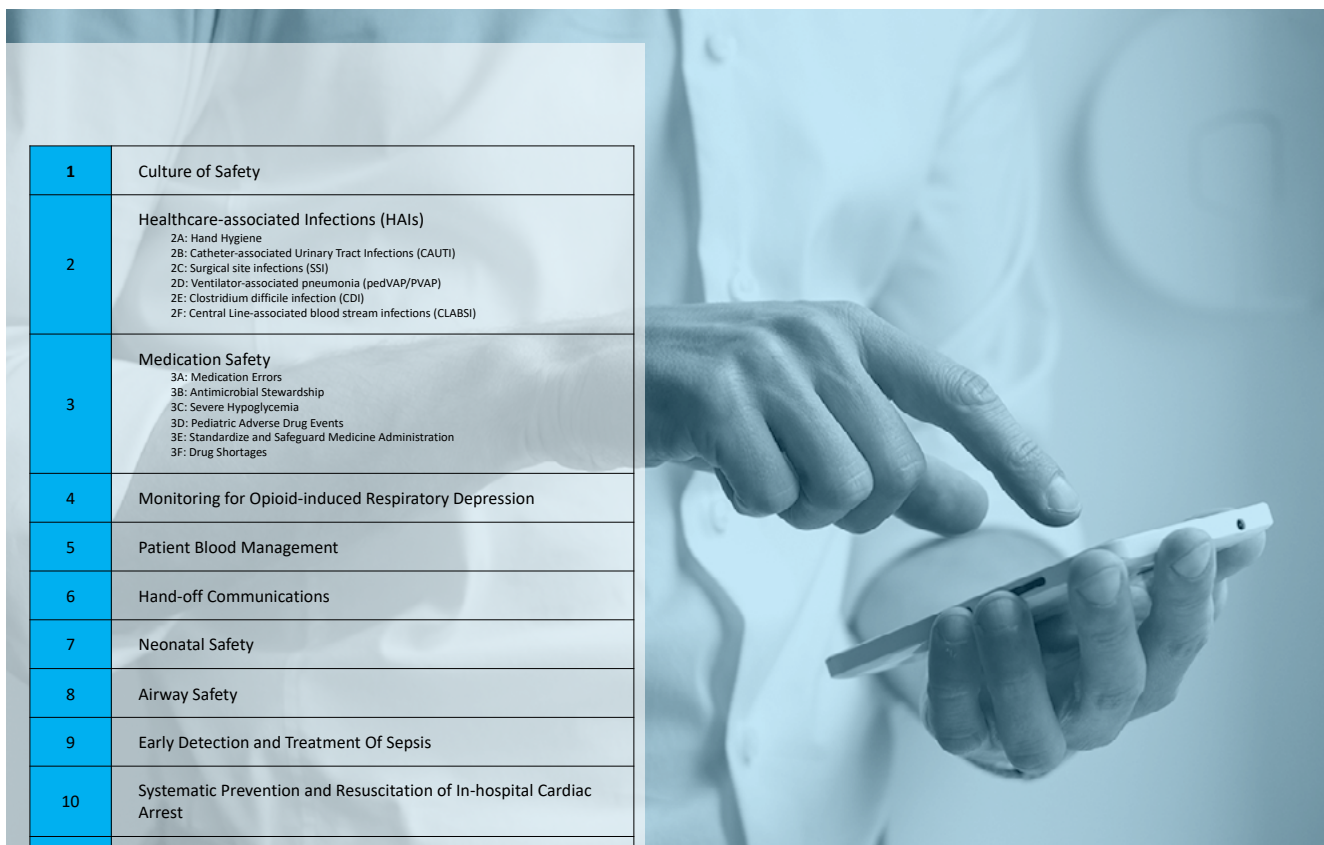 1
Culture of Safety
2
Healthcare-associated Infections (HAIs)
2A: Hand Hygiene
2B: Catheter-associated Urinary Tract Infections (CAUTI)
2C: Surgical site infections (SSI)
2D: Ventilator-associated pneumonia (pedVAP/PVAP)
2E: Clostridium difficile infection (CDI)
2F: Central Line-associated blood stream infections (CLABSI)
3
Medication Safety
3A: Medication Errors
3B: Antimicrobial Stewardship
3C: Severe Hypoglycemia
3D: Pediatric Adverse Drug Events
3E: Standardize and Safeguard Medicine Administration
3F: Drug Shortages
4
Monitoring for Opioid-induced Respiratory Depression
5
Patient Blood Management
6
Hand-off Communications
7
Neonatal Safety
8
Airway Safety
9
Early Detection and Treatment Of Sepsis
10
Systematic Prevention and Resuscitation of In-hospital Cardiac
Arrest